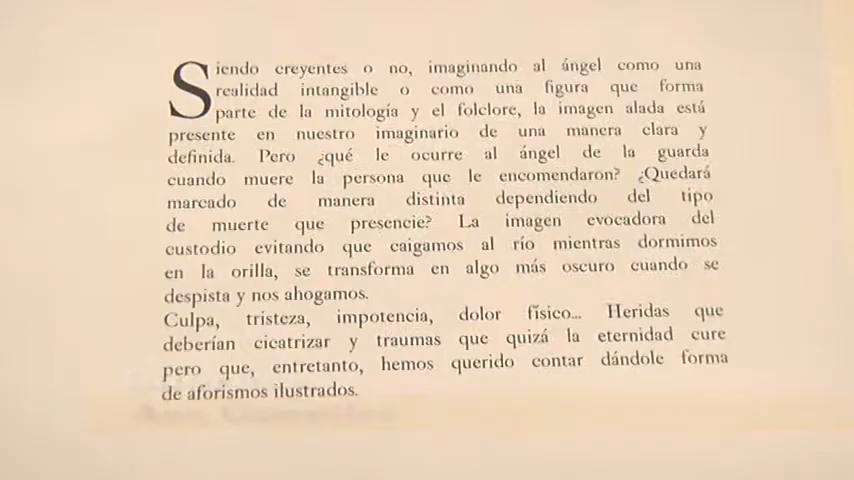 Siendo creyentes o no, imaginando al ángel como una
realidad intangible o como una figura que forma
parte de la mitología y el folclore, la imagen alada está
presente en nuestro imaginario de una manera clara y
definida. Pero ¿qué le ocurre al ángel de la guarda
cuando muere la persona que le encomendaron? ¿Quedará
marcado de manera distinta dependiendo del tipo
de muerte que presencie? La imagen evocadora del
custodio evitando que caigamos al río mientras dormimos
en la orilla, se transforma en algo más oscuro cuando se
despista y nos ahogamos.
Culpa, tristeza, impotencia, dolor físico... Heridas que
deberían cicatrizar y traumas que quizá la eternidad cure
pero que, entretanto, hemos querido contar dándole forma
de aforismos ilustrados.